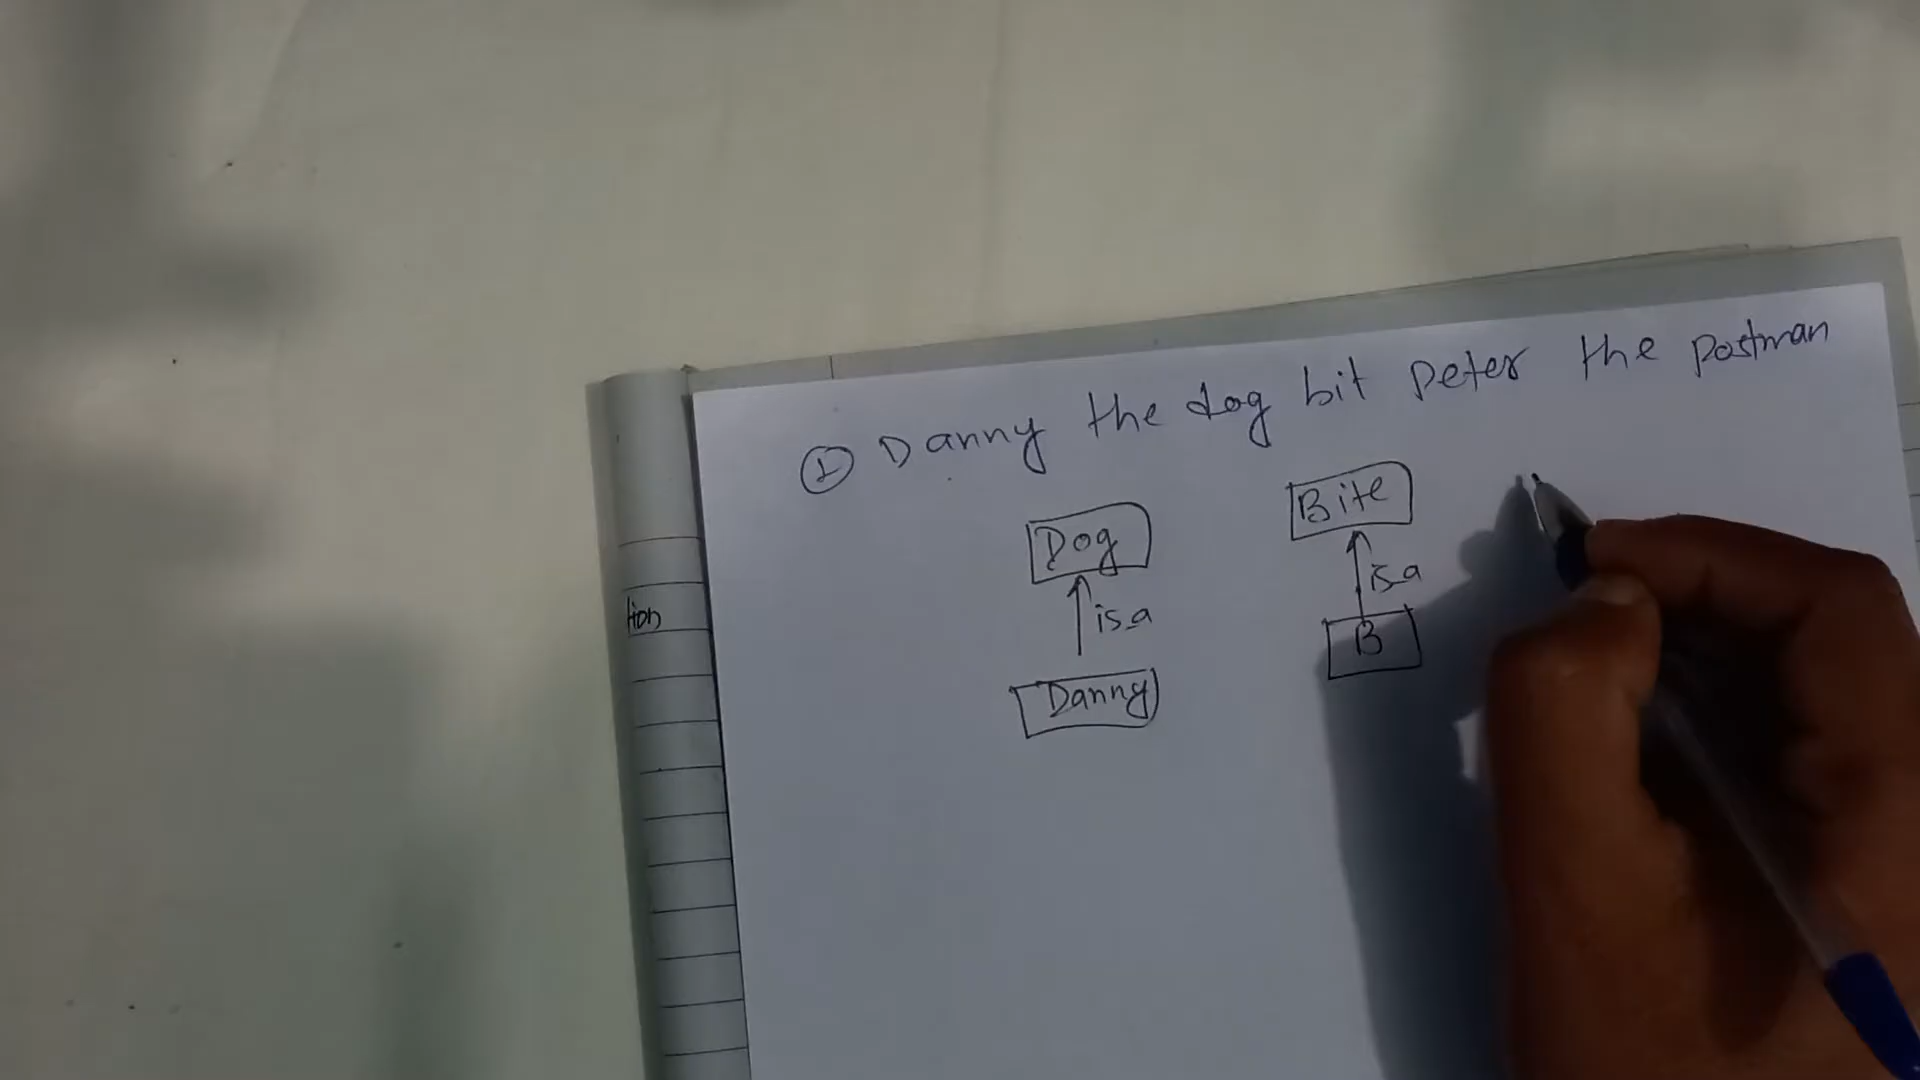 ① Danny the dog bit Peter the postman
Dog
Bite
is a
is a
B
Danny
tion